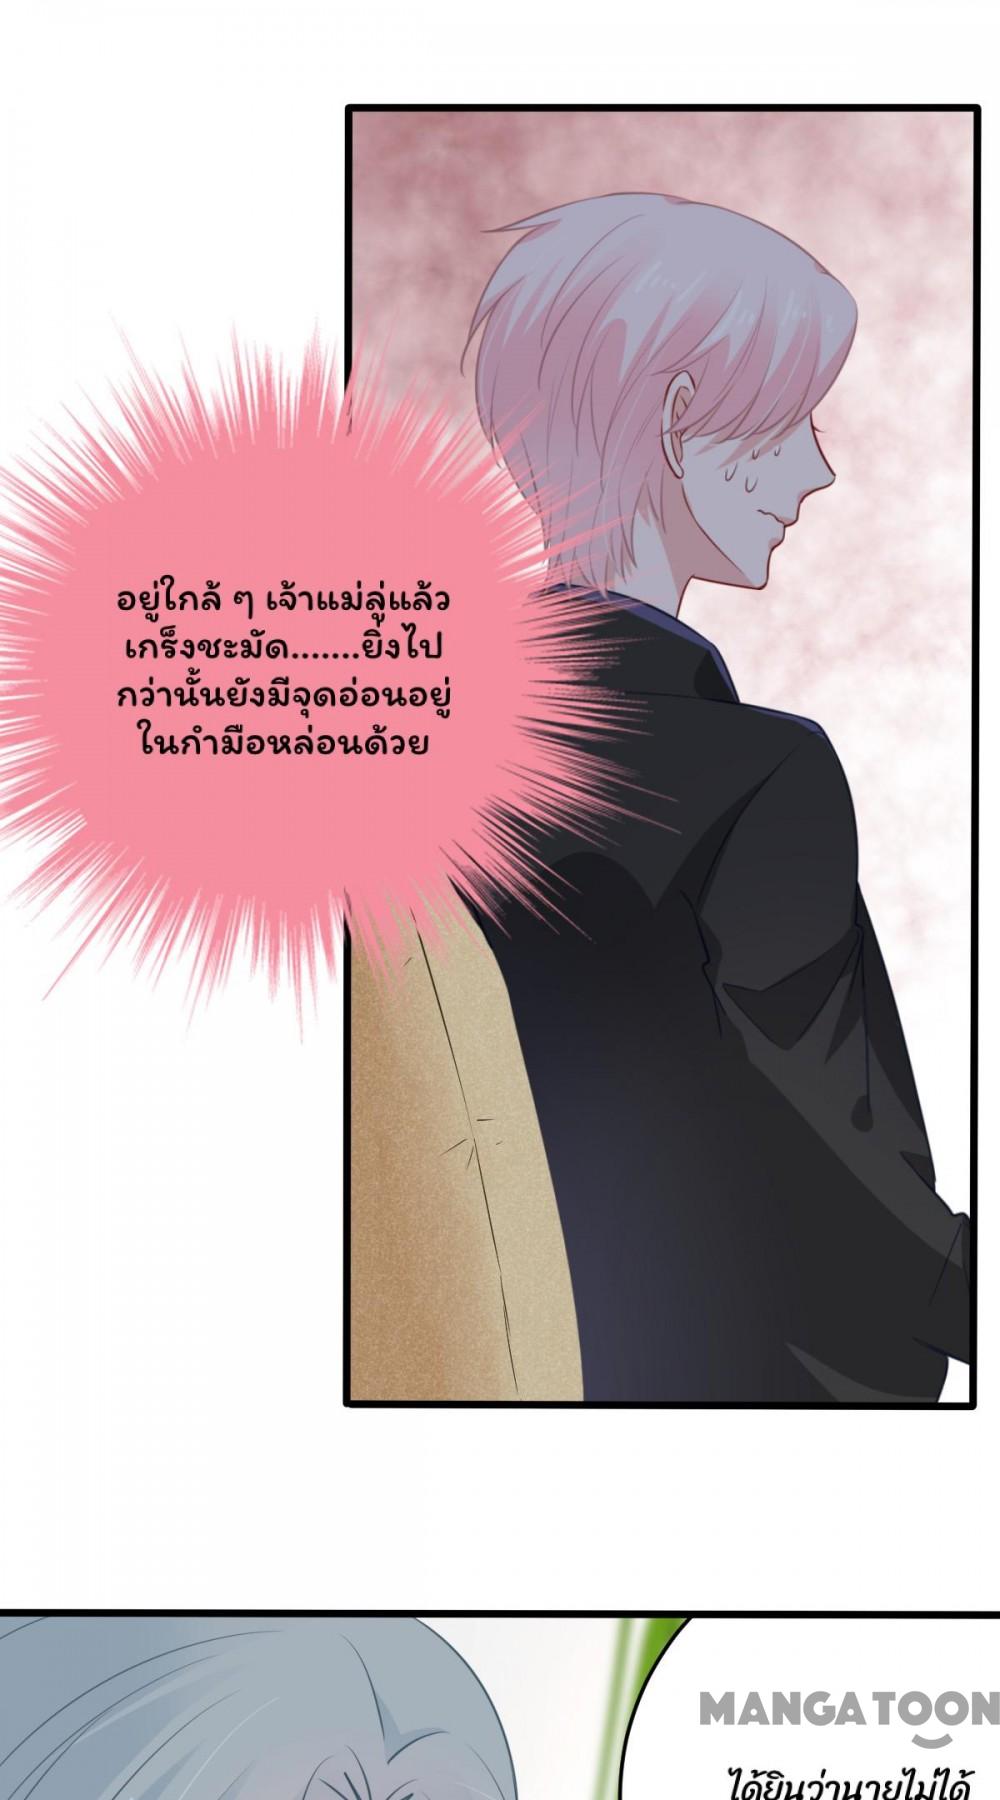 อยู่ใกล้ ๆ เจ้าแม่ลู่แล้ว
เกร็งชะมัด.......ยิ่งไป
กว่านั้นยังมีจุดอ่อนอยู่
ในกำมือหล่อนด้วย
MANGATOON
ได้ยินว่านายไม่ได้